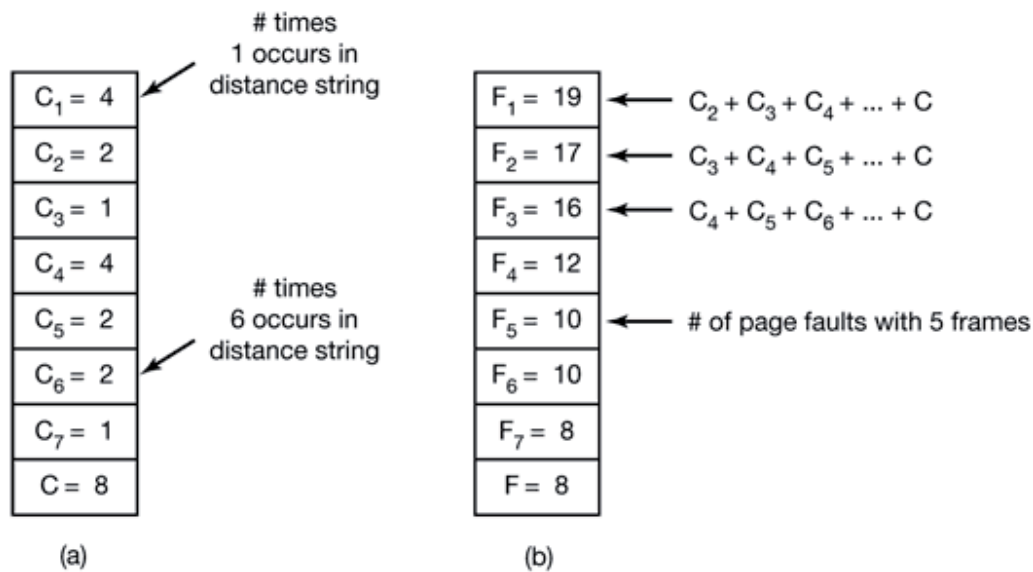 # times
1 occurs in
distance string
C₁ = 4
C₂ = 2
C₃ = 1
C₄ = 4
C₅ = 2
C₆ = 2
C₇ = 1
C = 8
# times
6 occurs in
distance string
(a)
F₁ = 19
F₂ = 17
F₃ = 16
F₄ = 12
F₅ = 10
F₆ = 10
F₇ = 8
F = 8
C₂ + C₃ + C₄ + ... + C
C₃ + C₄ + C₅ + ... + C
C₄ + C₅ + C₆ + ... + C
# of page faults with 5 frames
(b)